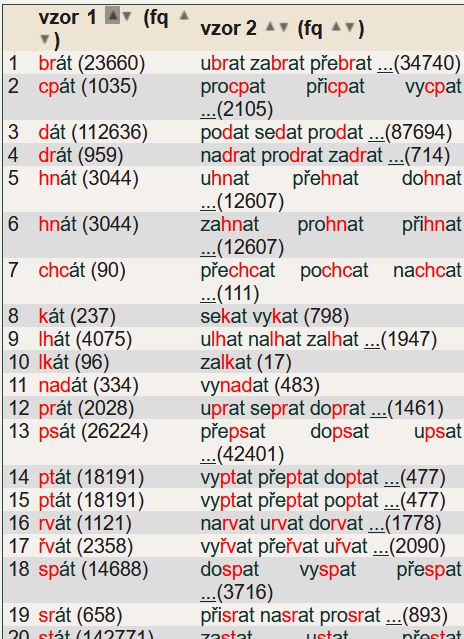 vzor 1 ▲▼ (fq ▲ vzor 2 ▲▼ (fq ▲▼)
▼)
1 brát (23660) ubrat zabrat přebrat ...(34740)
2 cpát (1035) procpat přicpat vycpat
...(2105)
3 dát (112636) podat sedat prodat ...(87694)
4 drát (959) nadrat prodrat zadrat ...(714)
5 hnát (3044) uhnat přehnat dohnat
...(12607)
6 hnát (3044) zahnat prohnat přihnat
...(12607)
7 chcát (90) přechcat pochcat nachcat
...(111)
8 kát (237) sekat vykat (798)
9 lhát (4075) ulhat nalhat zalhat ...(1947)
10 lkát (96) zalkat (17)
11 nadát (334) vynadat (483)
12 prát (2028) uprat seprat doprat ...(1461)
13 psát (26224) přepsat dopsat upsat
...(42401)
14 ptát (18191) vyptat přeptat doptat ...(477)
15 ptát (18191) vyptat přeptat poptat ...(477)
16 rvát (1121) narvat urvat dorvat ...(1778)
17 řvát (2358) vyřvat přeřvat uřvat ...(2090)
18 spát (14688) dospat vyspat přespat
...(3716)
19 srát (658) přisrat nasrat prosrat ...(893)
20 stát (142771) zastat ustat přestat